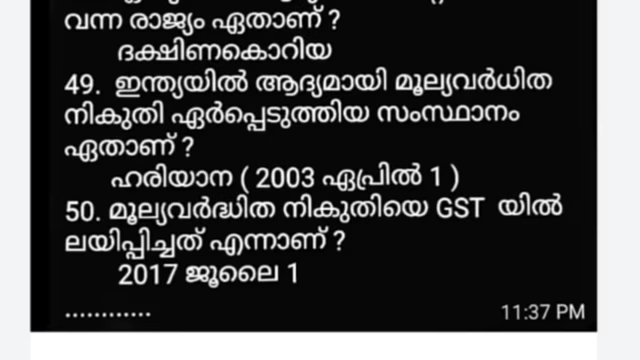 വന്ന രാജ്യം ഏതാണ് ?
ദക്ഷിണകൊറിയ
49. ഇന്ത്യയിൽ ആദ്യമായി മൂല്യവർധിത
നികുതി ഏർപ്പെടുത്തിയ സംസ്ഥാനം
ഏതാണ് ?
ഹരിയാന ( 2003 ഏപ്രിൽ 1 )
50. മൂല്യവർദ്ധിത നികുതിയെ GST യിൽ
ലയിപ്പിച്ചത് എന്നാണ് ?
2017 ജൂലൈ 1
............ 11:37 PM